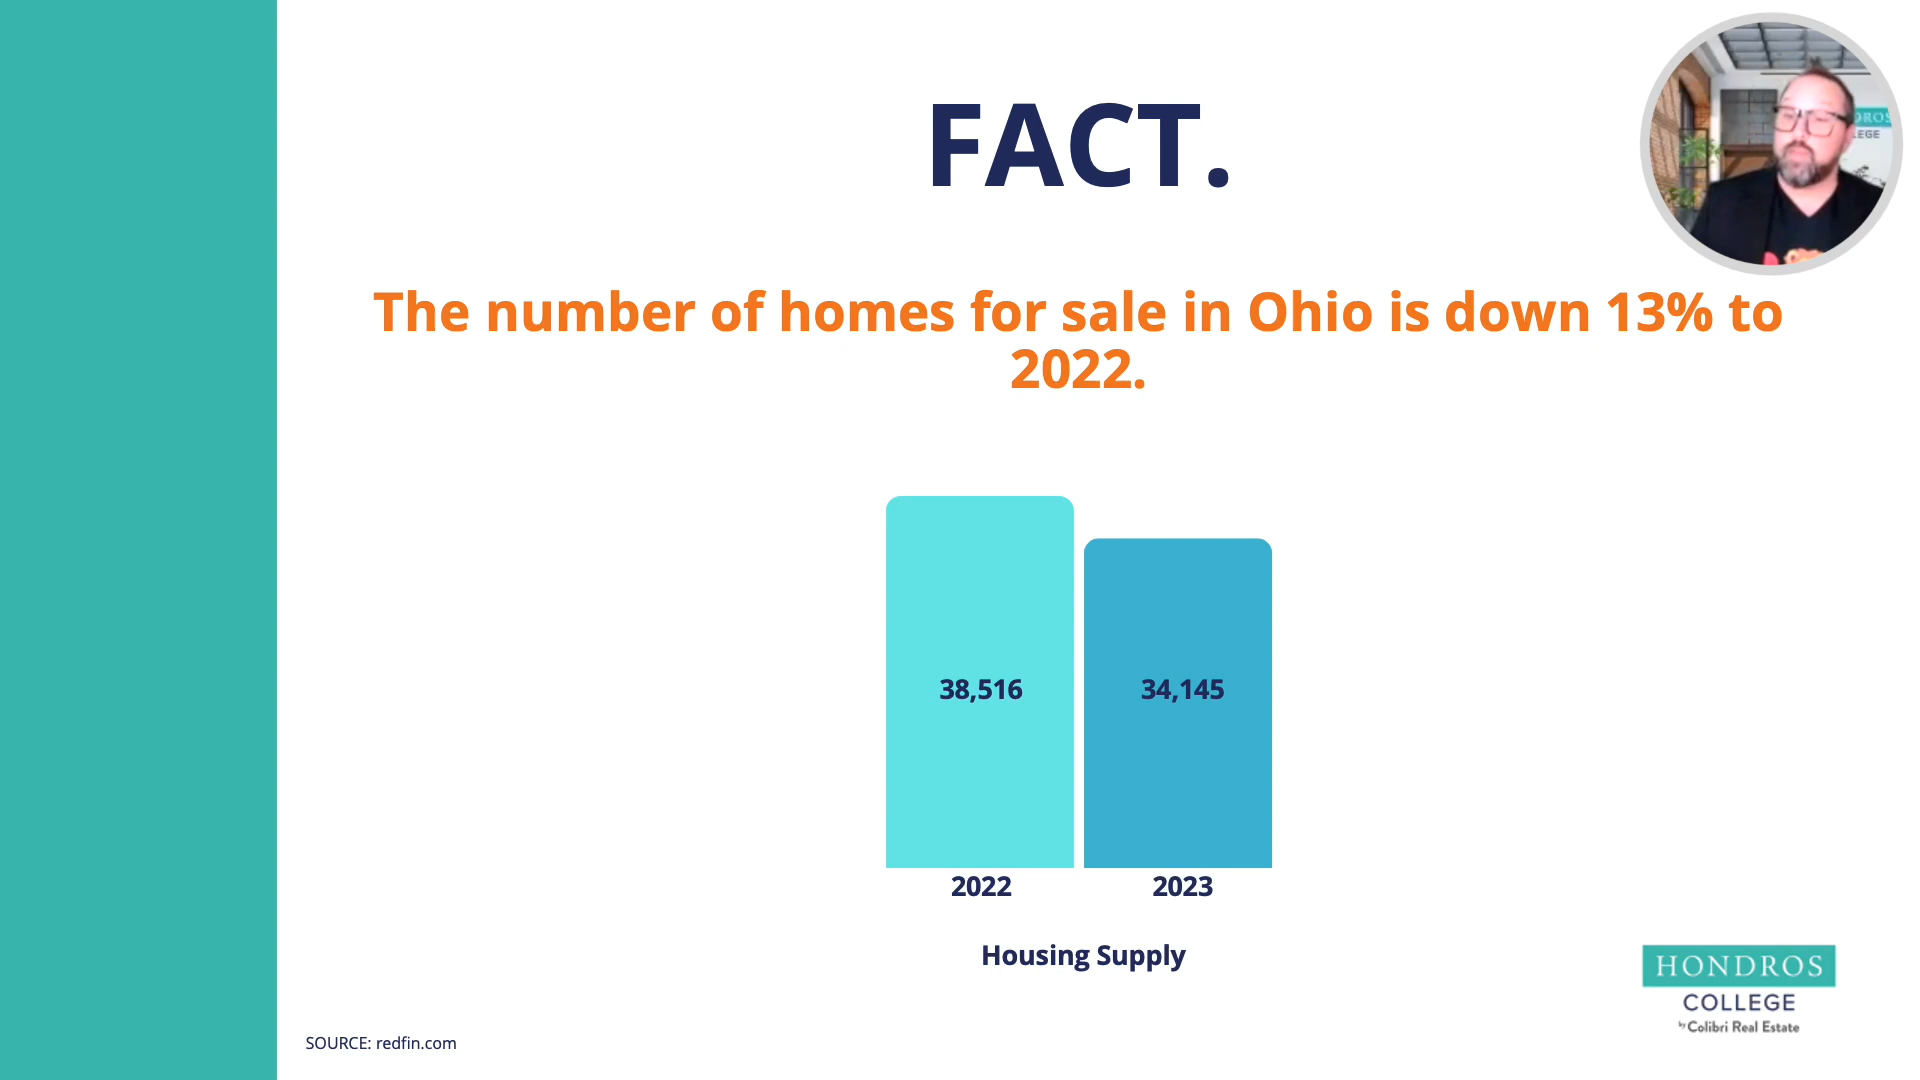 FACT.
The number of homes for sale in Ohio is down 13% to
2022.
38,516
34,145
2022
2023
Housing Supply
HONDROS
COLLEGE
by Colibri Real Estate
SOURCE: redfin.com